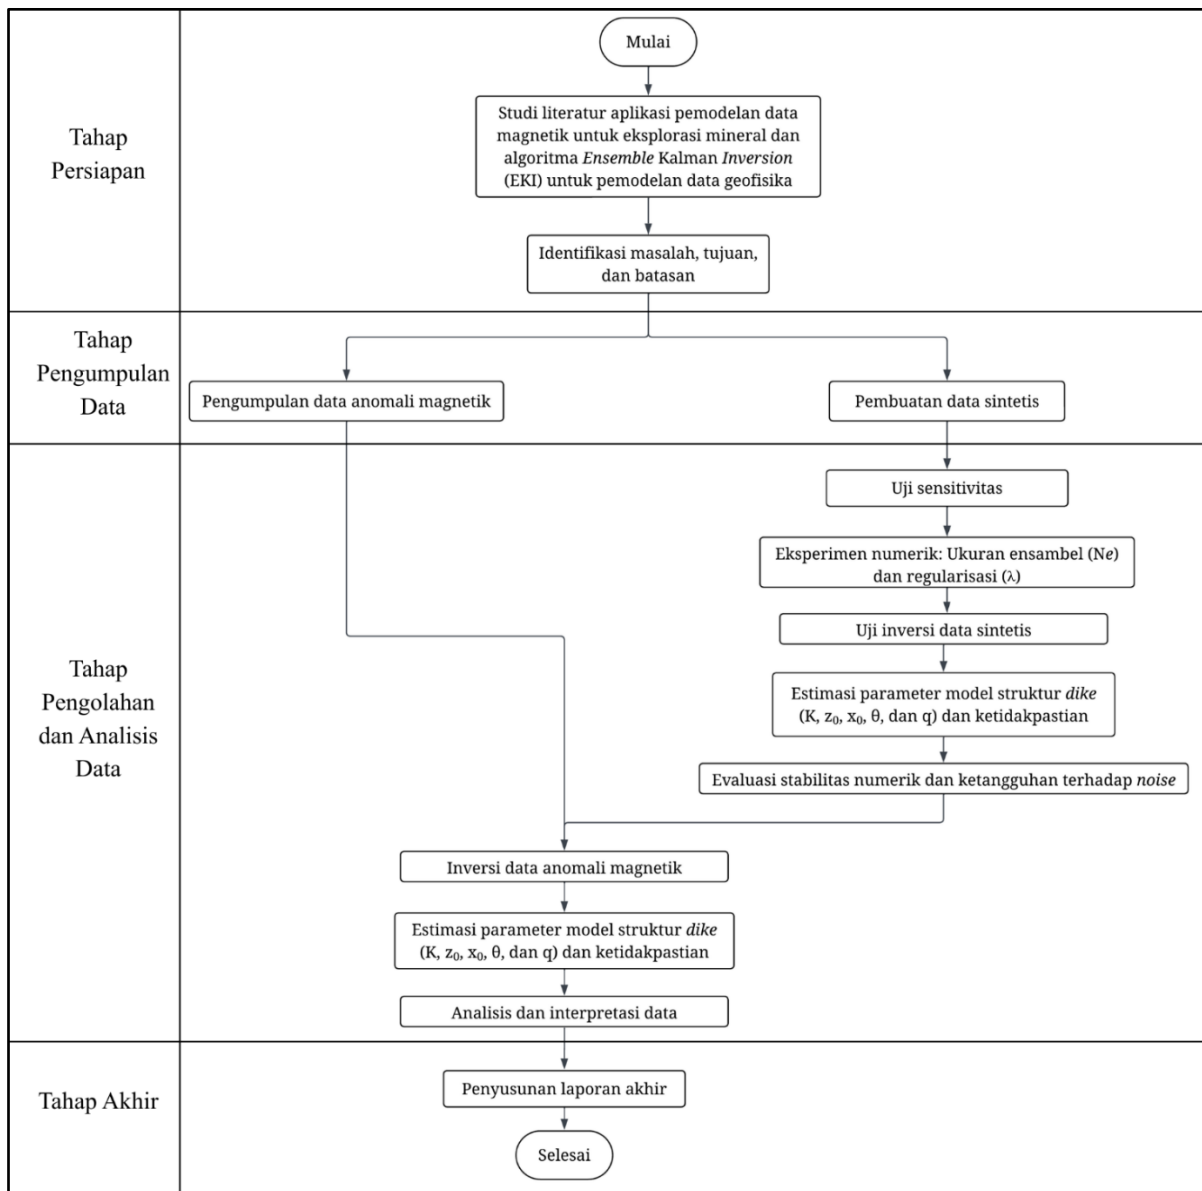 Tahap
Persiapan
Mulai
Studi literatur aplikasi pemodelan data
magnetik untuk eksplorasi mineral dan
algoritma Ensemble Kalman Inversion
(EKI) untuk pemodelan data geofisika
Identifikasi masalah, tujuan,
dan batasan
Tahap
Pengumpulan
Data
Pengumpulan data anomali magnetik
Pembuatan data sintetis
Tahap
Pengolahan
dan Analisis
Data
Uji sensitivitas
Eksperimen numerik: Ukuran ensambel (Ne)
dan regularisasi (λ)
Uji inversi data sintetis
Estimasi parameter model struktur dike
(K, z₀, x₀, θ, dan q) dan ketidakpastian
Evaluasi stabilitas numerik dan ketangguhan terhadap noise
Inversi data anomali magnetik
Estimasi parameter model struktur dike
(K, z₀, x₀, θ, dan q) dan ketidakpastian
Analisis dan interpretasi data
Tahap Akhir
Penyusunan laporan akhir
Selesai